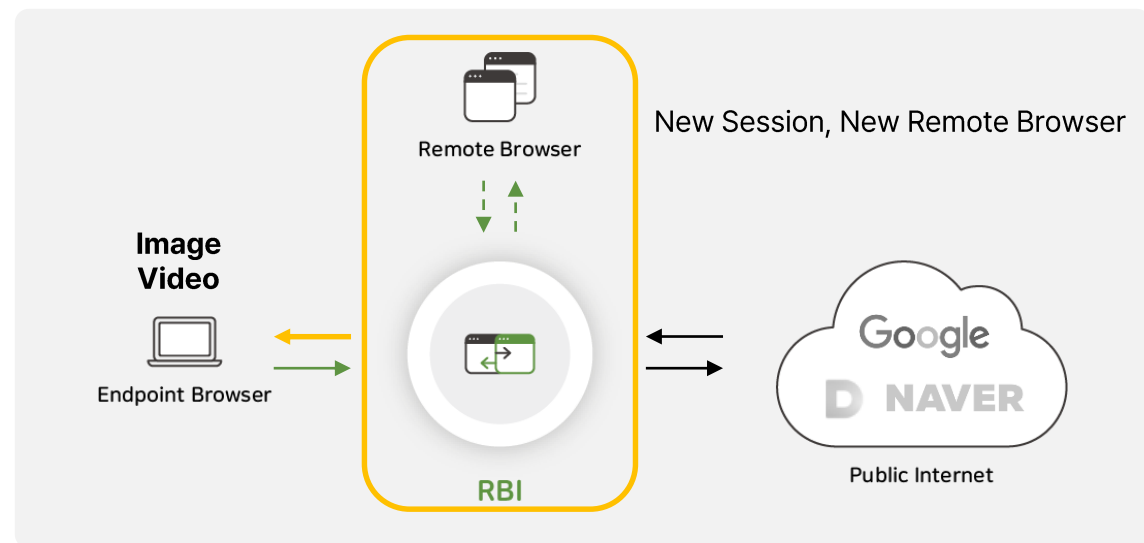 Remote Browser
New Session, New Remote Browser
Image
Video
Endpoint Browser
RBI
Google
D NAVER
Public Internet